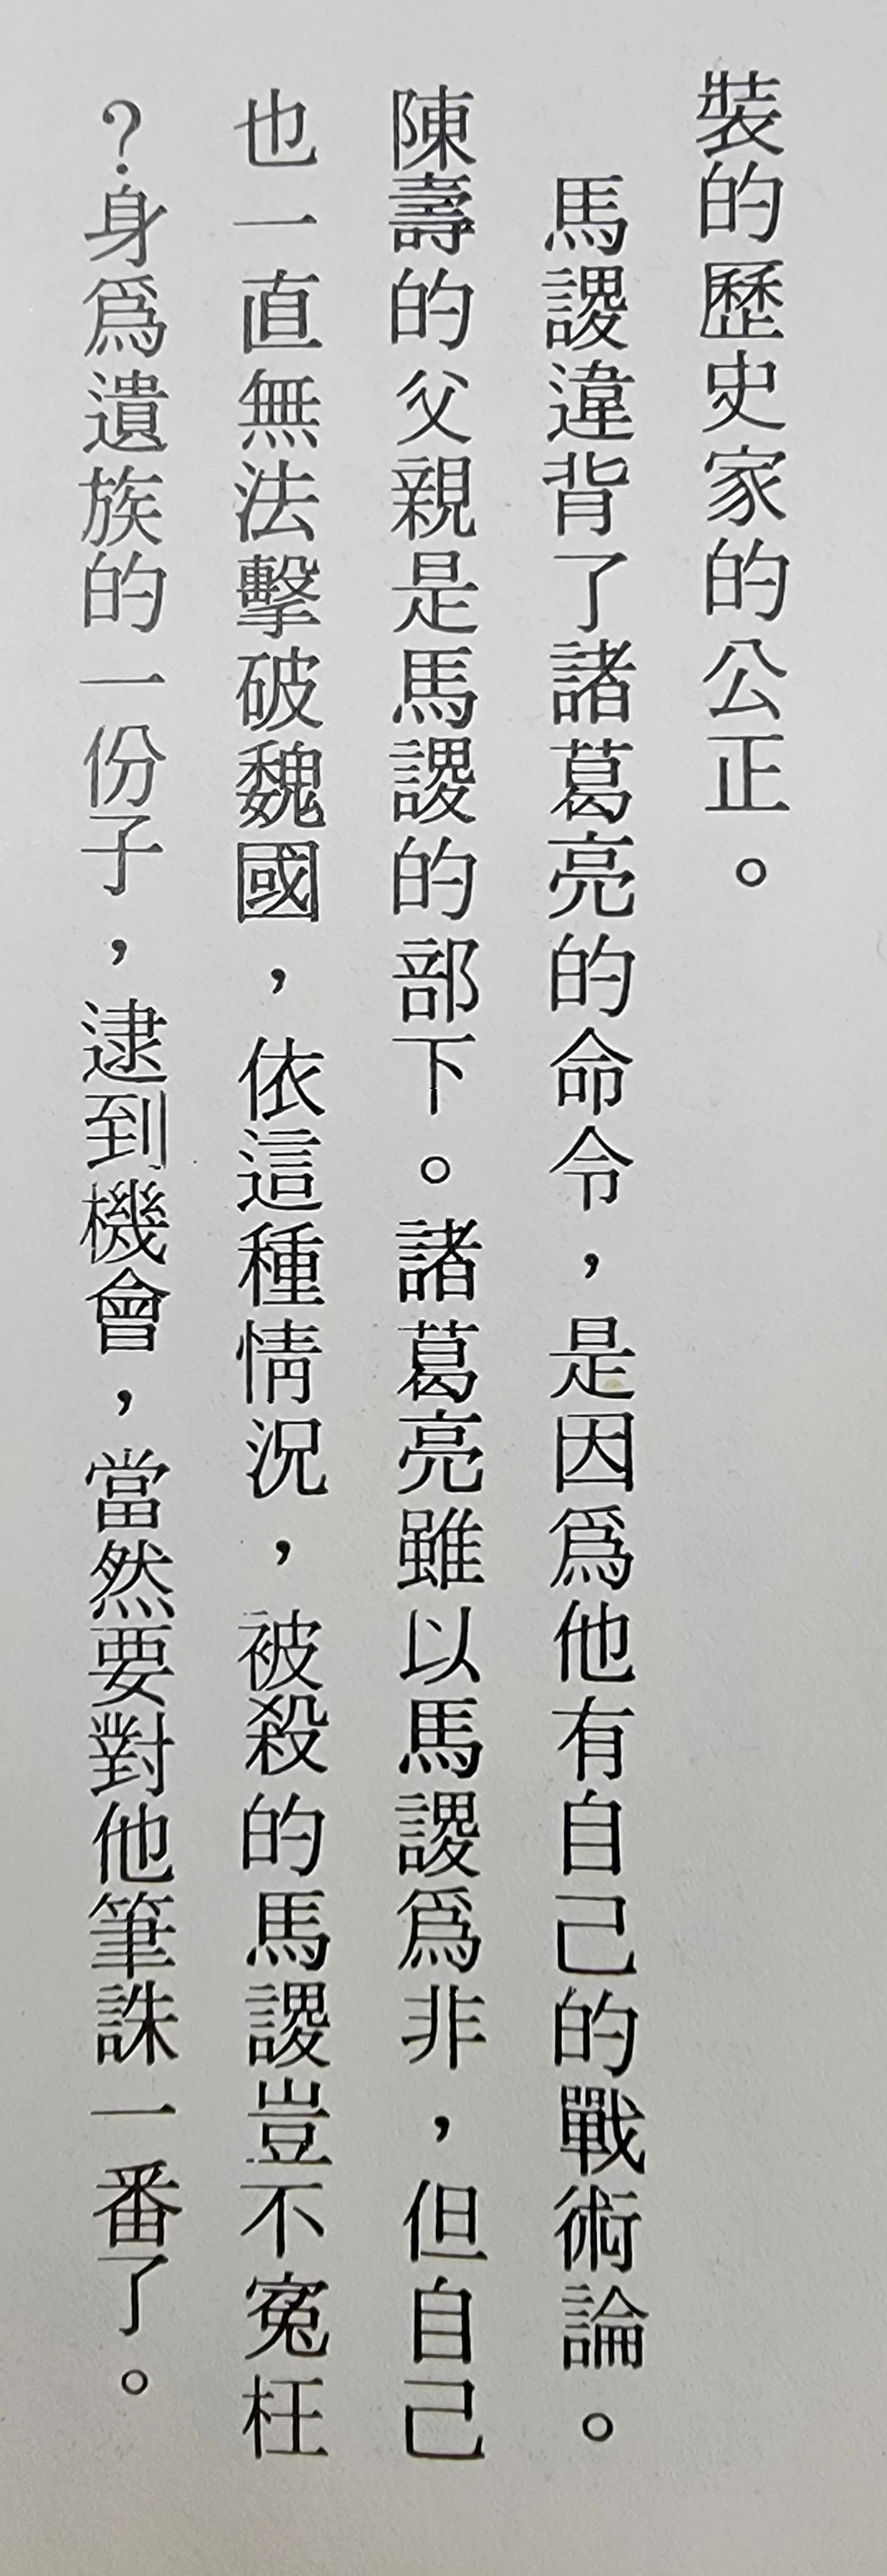 裝的歷史家的公正。
馬謖違背了諸葛亮的命令，是因爲他有自己的戰術論。
陳壽的父親是馬謖的部下。諸葛亮雖以馬謖爲非，但自己
也一直無法擊破魏國，依這種情況，被殺的馬謖豈不寃枉
？身爲遺族的一份子，逮到機會，當然要對他筆誅一番了。